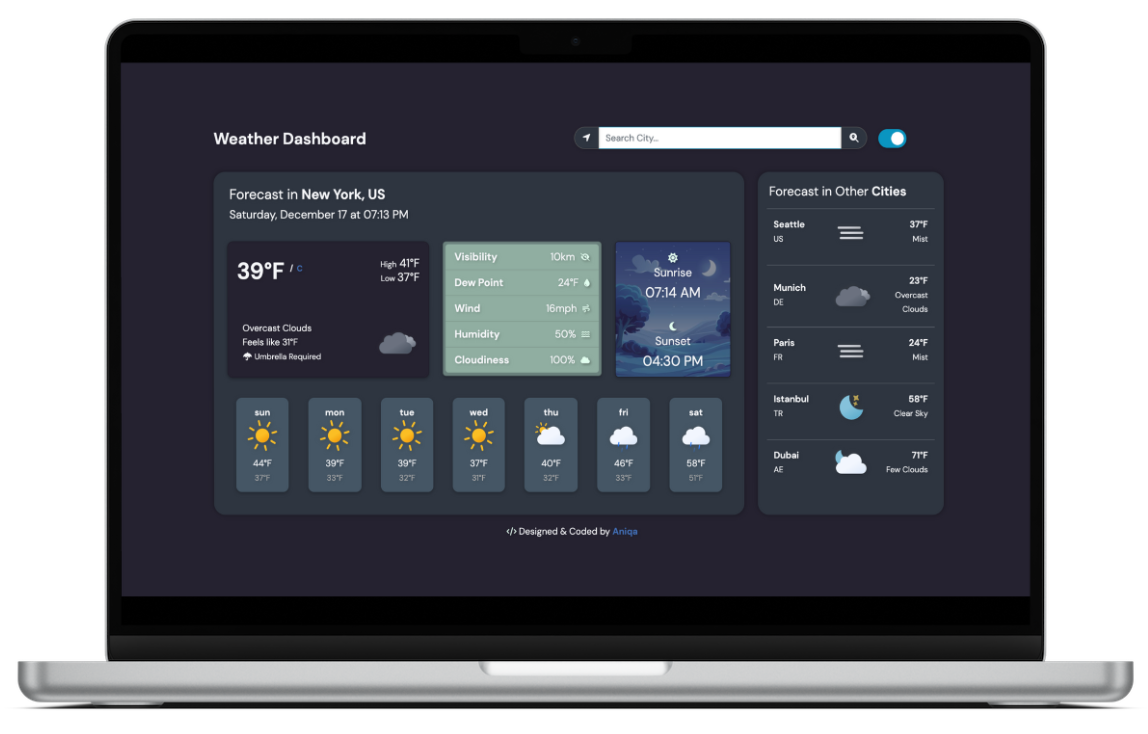 Weather Dashboard
Search City..
Forecast in New York, US
Saturday, December 17 at 07:13 PM
39°F / C
High 41°F
Low 37°F
Overcast Clouds
Feels like 31°F
Umbrella Required
Visibility 10km
Dew Point 24°F
Wind 16mph
Humidity 50%
Cloudiness 100%
Sunrise
07:14 AM
Sunset
04:30 PM
sun mon tue wed thu fri sat
44°F 39°F 39°F 37°F 40°F 46°F 58°F
37°F 33°F 32°F 31°F 32°F 33°F 51°F
Forecast in Other Cities
Seattle 37°F
US Mist
Munich 23°F
DE Overcast
Clouds
Paris 24°F
FR Mist
Istanbul 58°F
TR Clear Sky
Dubai 71°F
AE Few Clouds
</> Designed & Coded by Aniqa